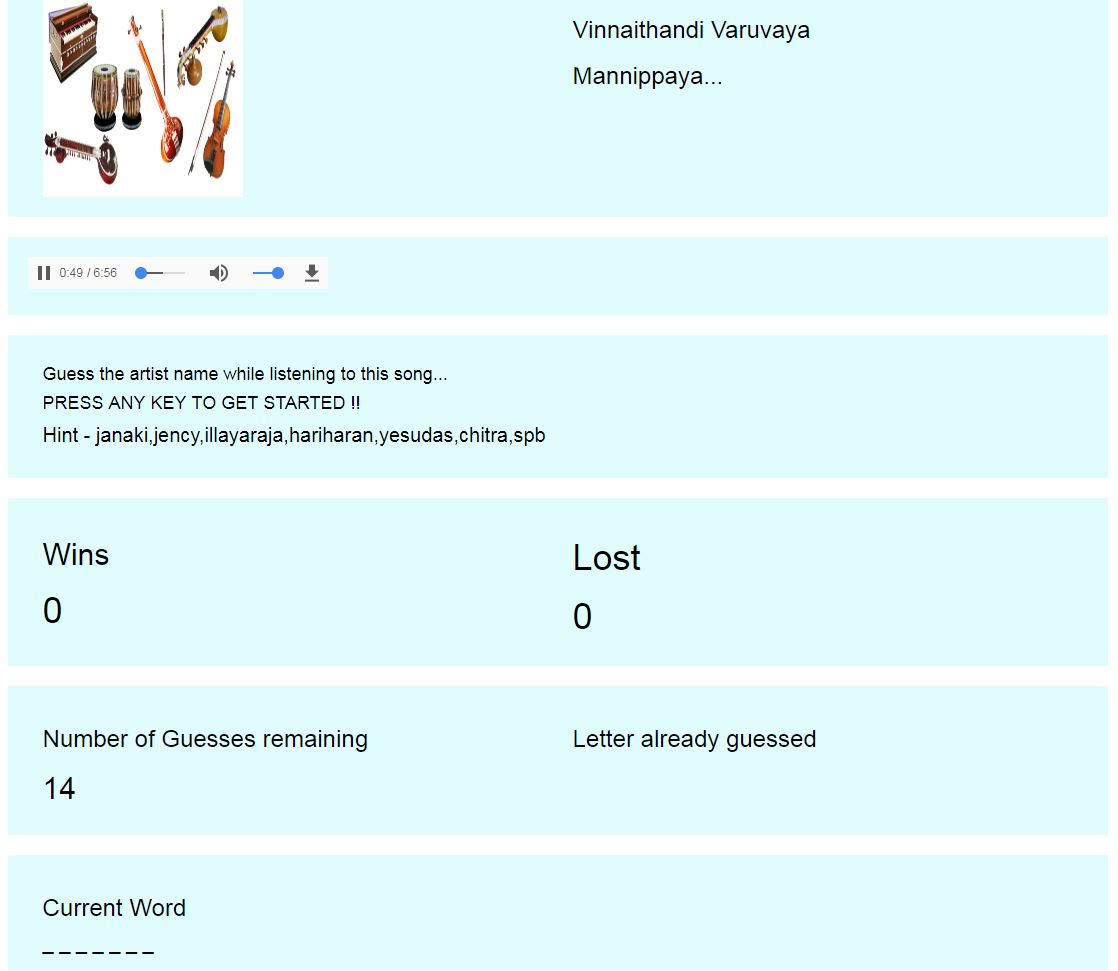 Vinnaithandi Varuvaya
Mannippaya...
0:49 / 6:56
Guess the artist name while listening to this song...
PRESS ANY KEY TO GET STARTED !!
Hint - janaki,jency,illayaraja,hariharan,yesudas,chitra,spb
Wins
Lost
0
0
Number of Guesses remaining
Letter already guessed
14
Current Word
_ _ _ _ _ _ _